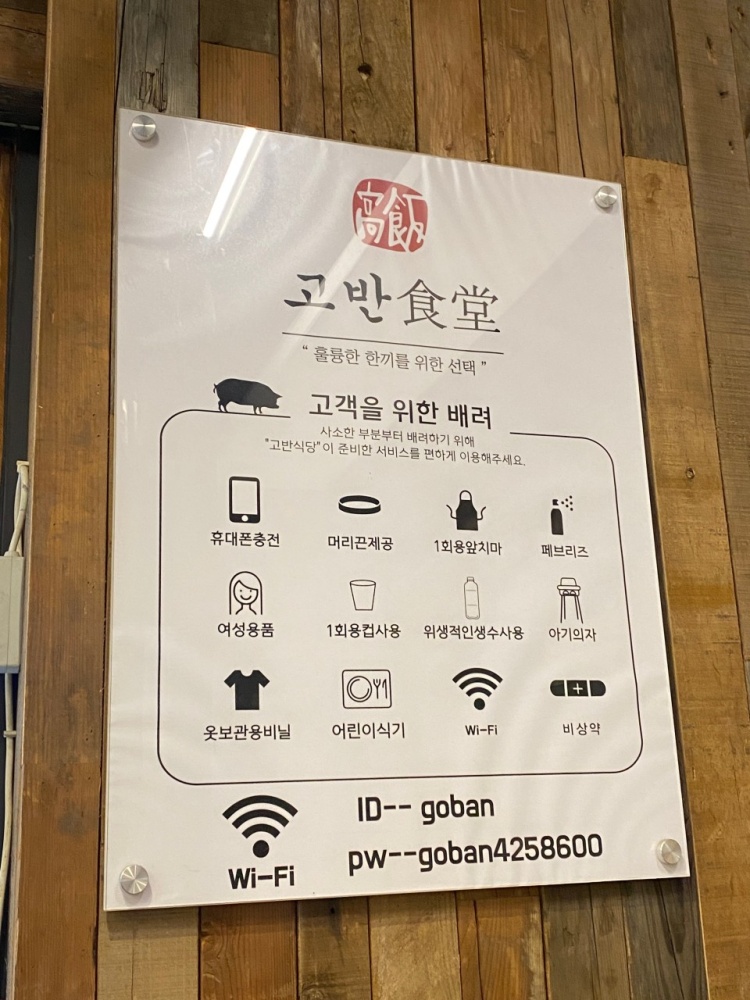 高飯
고반食堂
“ 훌륭한 한끼를 위한 선택 ”
고객을 위한 배려
사소한 부분부터 배려하기 위해
"고반식당" 이 준비한 서비스를 편하게 이용해주세요.
휴대폰충전 머리끈제공 1회용앞치마 페브리즈
여성용품 1회용컵사용 위생적인생수사용 아기의자
옷보관용비닐 어린이식기 Wi-Fi 비상약
ID-- goban
pw--goban4258600
Wi-Fi